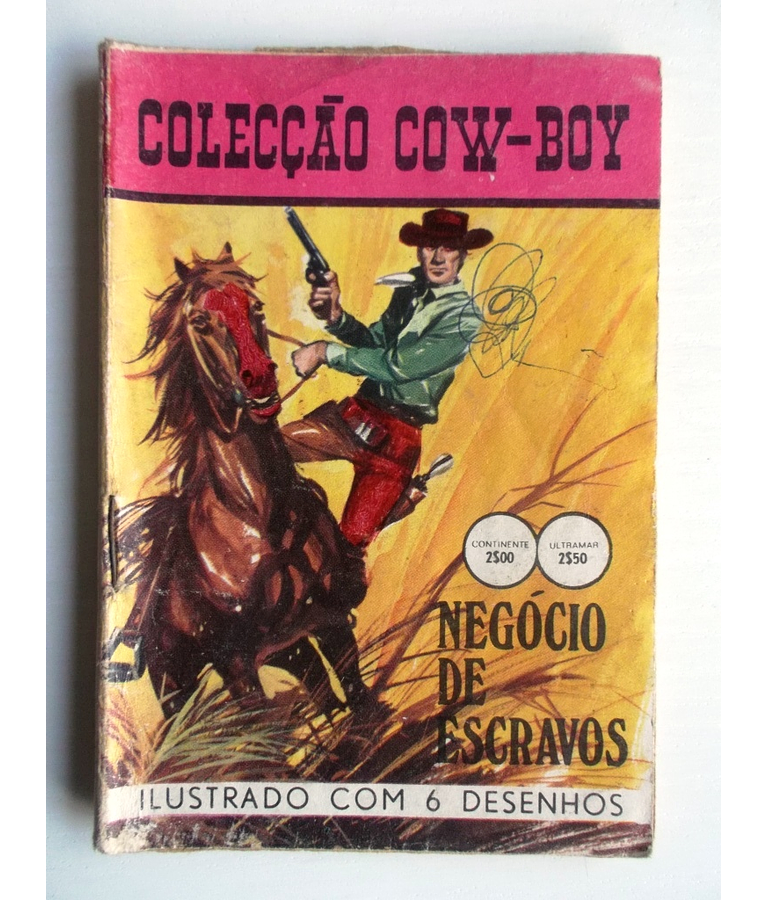 COLECÇÃO COW-BOY
CONTINENTE
2$00
ULTRAMAR
2$50
NEGÓCIO
DE
ESCRAVOS
ILUSTRADO COM 6 DESENHOS